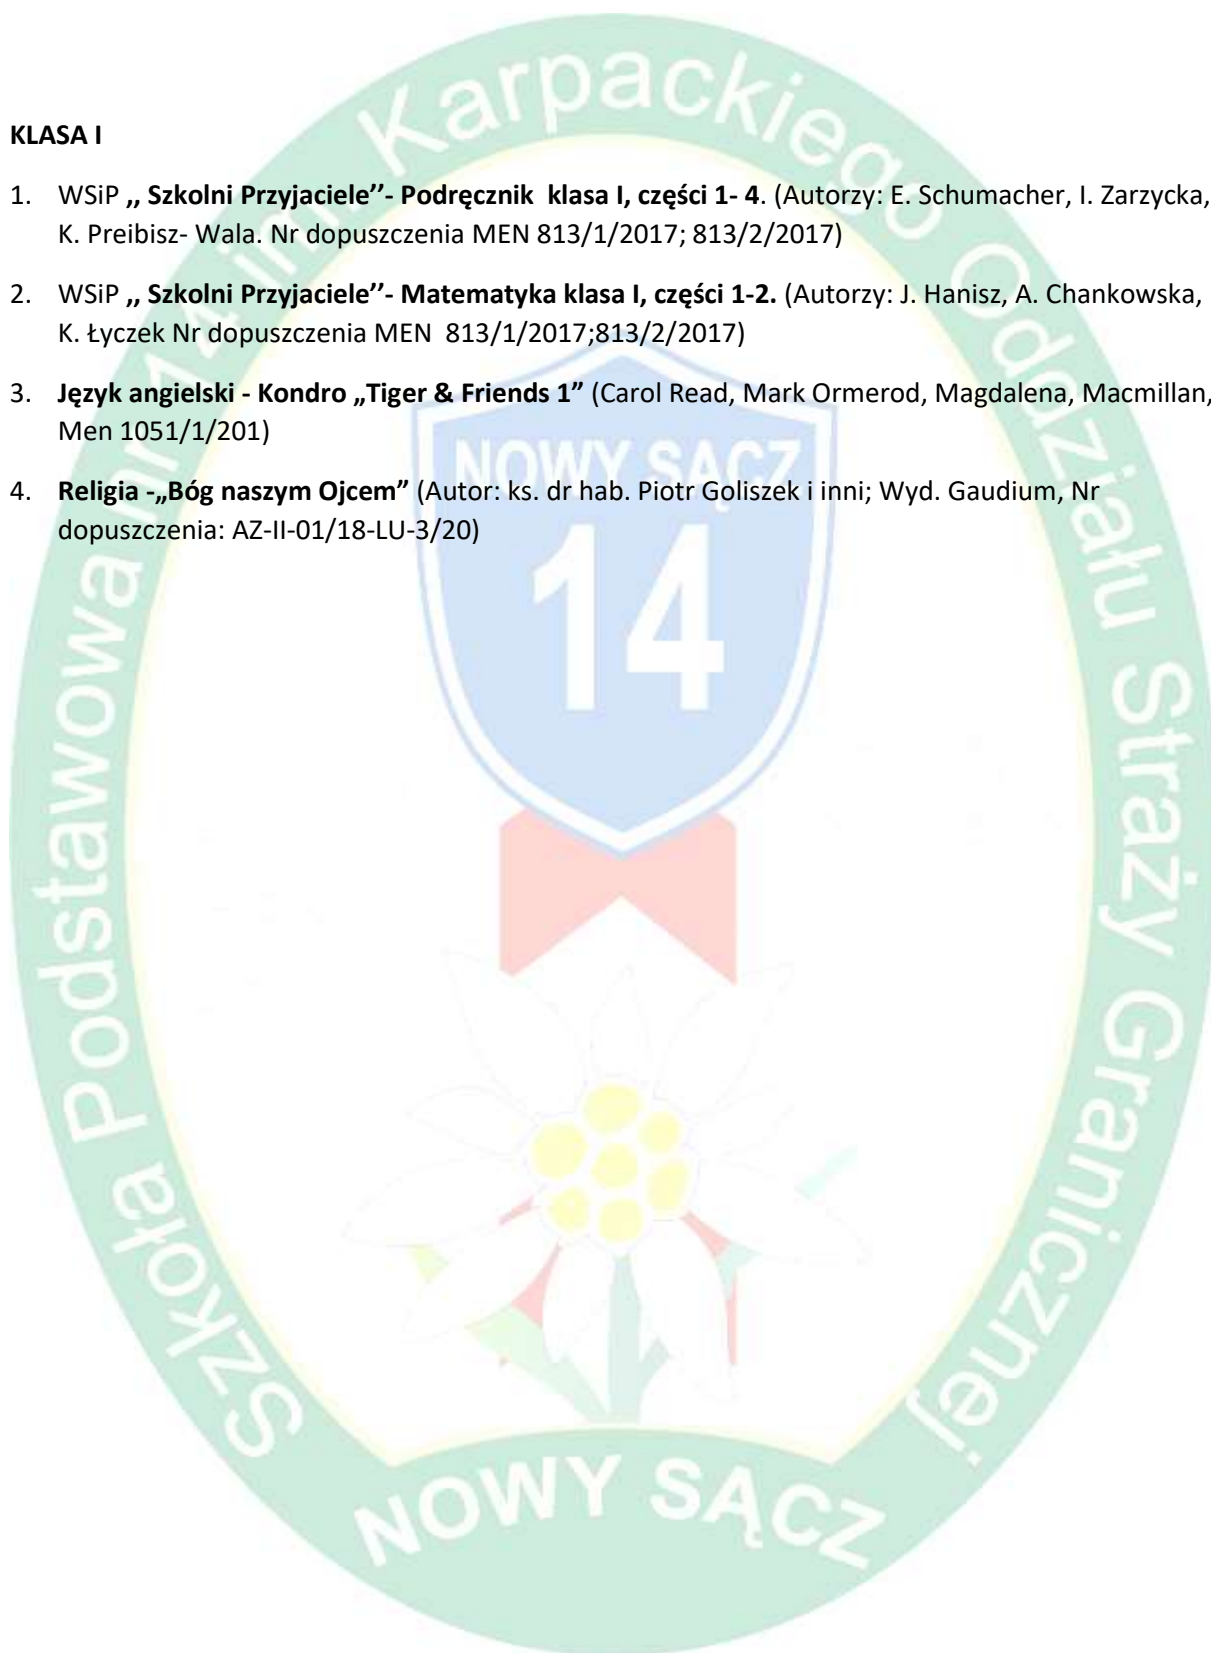 KLASA I
1. WSiP ,, Szkolni Przyjaciele’’- Podręcznik  klasa I, części 1- 4. (Autorzy: E. Schumacher, I. Zarzycka,
K. Preibisz- Wala. Nr dopuszczenia MEN 813/1/2017; 813/2/2017)
2. WSiP ,, Szkolni Przyjaciele’’- Matematyka klasa I, części 1-2. (Autorzy: J. Hanisz, A. Chankowska,
K. Łyczek Nr dopuszczenia MEN  813/1/2017;813/2/2017)
3. Język angielski - Kondro „Tiger & Friends 1” (Carol Read, Mark Ormerod, Magdalena, Macmillan,
Men 1051/1/201)
4. Religia -„Bóg naszym Ojcem” (Autor: ks. dr hab. Piotr Goliszek i inni; Wyd. Gaudium, Nr
dopuszczenia: AZ-II-01/18-LU-3/20)
Szkoła Podstawowa nr 14 im. Karpackiego Oddziału Straży Granicznej
NOWY SĄCZ
14
NOWY SĄCZ